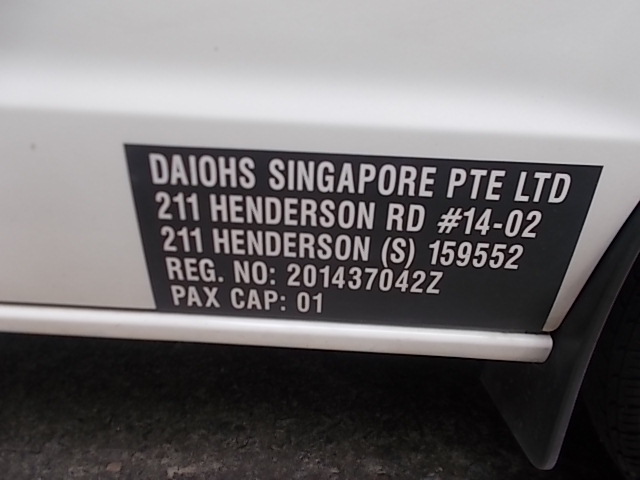 DAIOHS SINGAPORE PTE LTD
211 HENDERSON RD #14-02
211 HENDERSON (S) 159552
REG. NO: 201437042Z
PAX CAP: 01